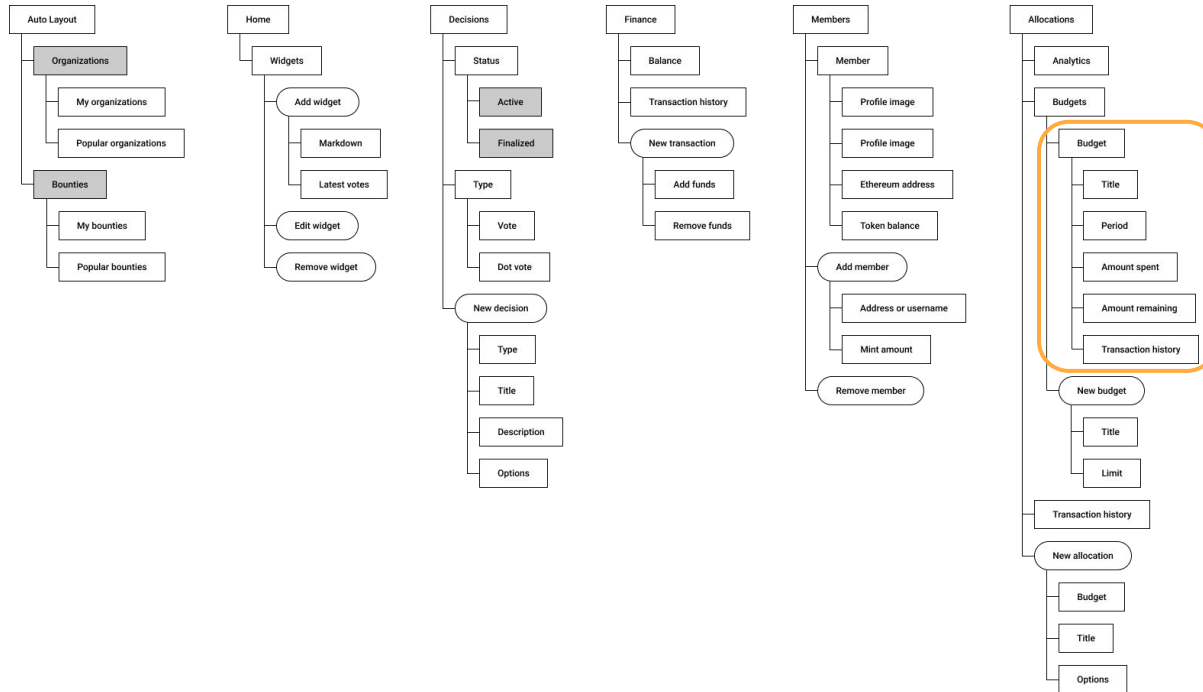 Auto Layout
Organizations
My organizations
Popular organizations
Bounties
My bounties
Popular bounties
Home
Widgets
Add widget
Markdown
Latest votes
Edit widget
Remove widget
Decisions
Status
Active
Finalized
Type
Vote
Dot vote
New decision
Type
Title
Description
Options
Finance
Balance
Transaction history
New transaction
Add funds
Remove funds
Members
Member
Profile image
Profile image
Ethereum address
Token balance
Add member
Address or username
Mint amount
Remove member
Allocations
Analytics
Budgets
Budget
Title
Period
Amount spent
Amount remaining
Transaction history
New budget
Title
Limit
Transaction history
New allocation
Budget
Title
Options